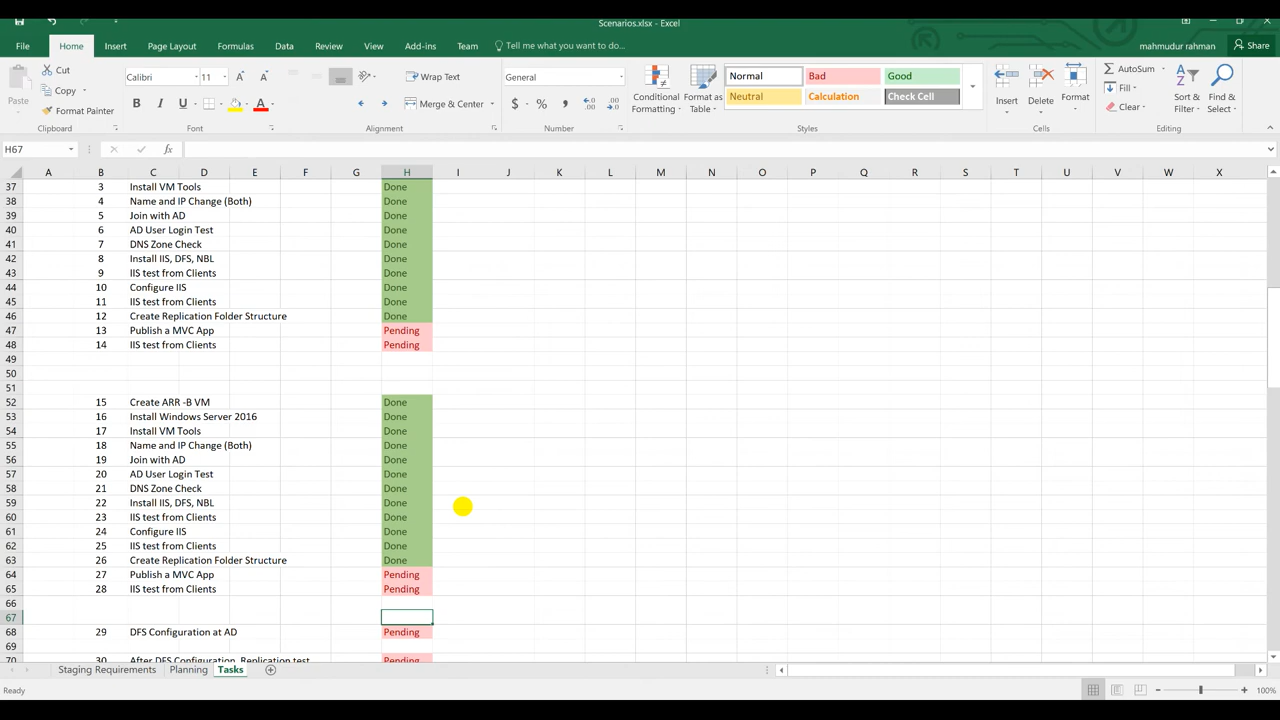 Scenarios.xlsx - Excel
File Home Insert Page Layout Formulas Data Review View Add-ins Team Tell me what you want to do... mahmudur rahman Share
Paste Cut Copy Format Painter Clipboard
Calibri 11 A A B I U A Font
Wrap Text Merge & Center Alignment
General $ % , Number
Conditional Formatting Format as Table Normal Bad Good Neutral Calculation Check Cell Styles
Insert Delete Format Cells
AutoSum Fill Clear Sort & Filter Find & Select Editing
H67 fx
A B C D E F G H I J K L M N O P Q R S T U V W X
37 3 Install VM Tools Done
38 4 Name and IP Change (Both) Done
39 5 Join with AD Done
40 6 AD User Login Test Done
41 7 DNS Zone Check Done
42 8 Install IIS, DFS, NBL Done
43 9 IIS test from Clients Done
44 10 Configure IIS Done
45 11 IIS test from Clients Done
46 12 Create Replication Folder Structure Done
47 13 Publish a MVC App Pending
48 14 IIS test from Clients Pending
49
50
51
52 15 Create ARR -B VM Done
53 16 Install Windows Server 2016 Done
54 17 Install VM Tools Done
55 18 Name and IP Change (Both) Done
56 19 Join with AD Done
57 20 AD User Login Test Done
58 21 DNS Zone Check Done
59 22 Install IIS, DFS, NBL Done
60 23 IIS test from Clients Done
61 24 Configure IIS Done
62 25 IIS test from Clients Done
63 26 Create Replication Folder Structure Done
64 27 Publish a MVC App Pending
65 28 IIS test from Clients Pending
66
67
68 29 DFS Configuration at AD Pending
69
70 30 After DFS Configuration, Replication test Pending
Staging Requirements Planning Tasks
Ready 100%